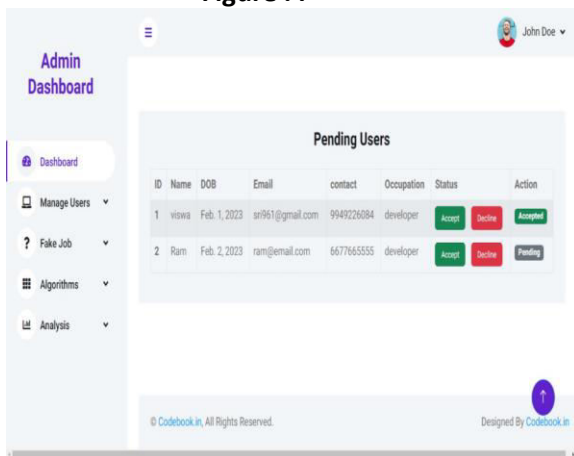 John Doe
Admin
Dashboard
Dashboard
Manage Users
Fake Job
Algorithms
Analysis
Pending Users
ID Name DOB Email contact Occupation Status Action
1 viswa Feb. 1, 2023 sri961@gmail.com 9949226084 developer Accept Decline Accepted
2 Ram Feb. 2, 2023 ram@email.com 6677665555 developer Accept Decline Pending
© Codebook.in, All Rights Reserved. Designed By Codebook.in